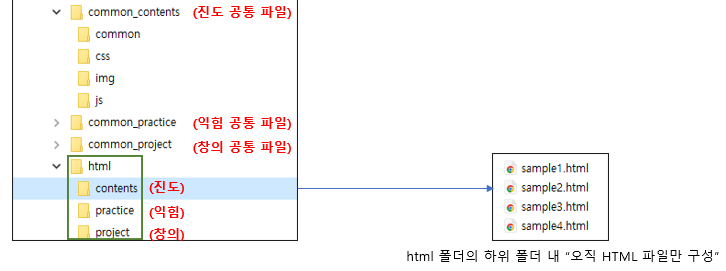 common_contents (진도 공통 파일)
common
css
img
js
common_practice (익힘 공통 파일)
common_project (창의 공통 파일)
html
contents (진도)
practice (익힘)
project (창의)
sample1.html
sample2.html
sample3.html
sample4.html
html 폴더의 하위 폴더 내 “오직 HTML 파일만 구성”